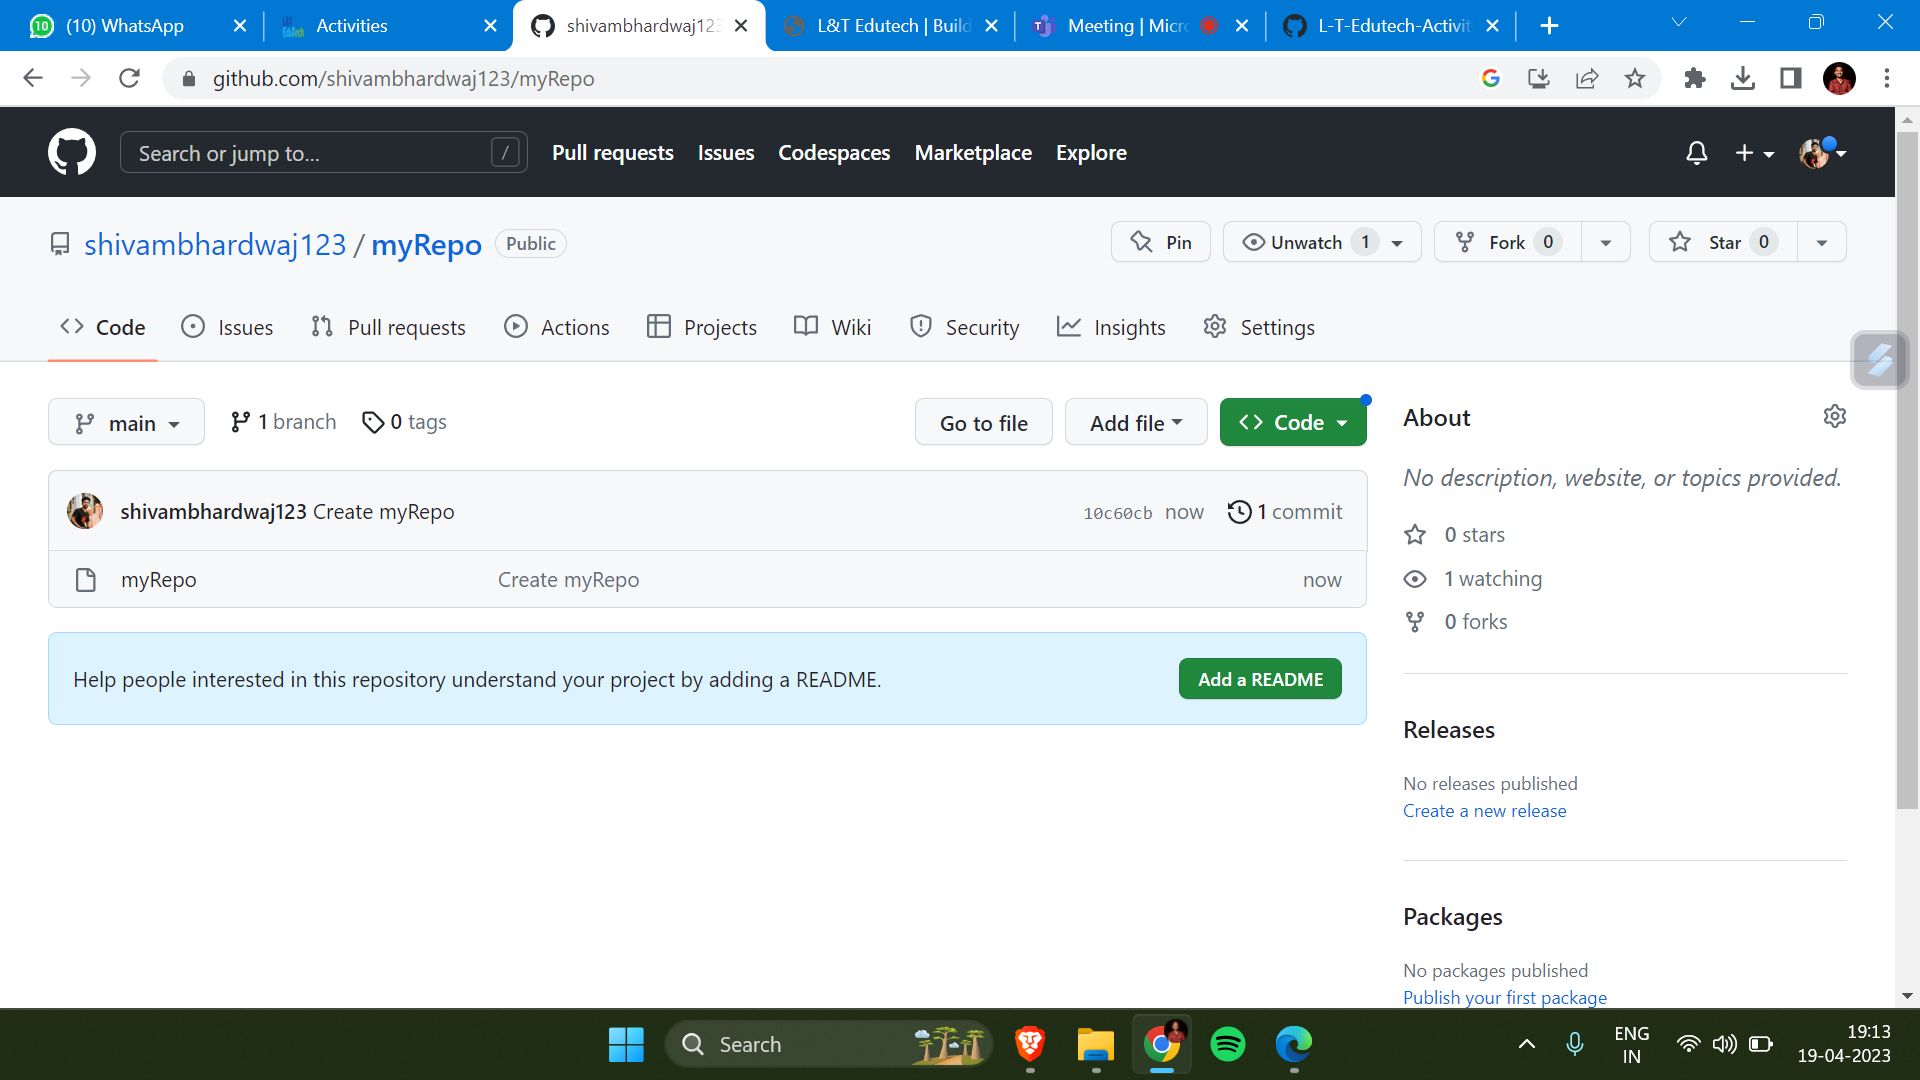 10 (10) WhatsApp
Activities
shivambhardwaj123
L&T Edutech | Build
Meeting | Micro
L-T-Edutech-Activit
github.com/shivambhardwaj123/myRepo
Search or jump to... /
Pull requests Issues Codespaces Marketplace Explore
shivambhardwaj123 / myRepo Public
Pin Unwatch 1 Fork 0 Star 0
Code Issues Pull requests Actions Projects Wiki Security Insights Settings
main 1 branch 0 tags Go to file Add file Code
About
No description, website, or topics provided.
shivambhardwaj123 Create myRepo 10c60cb now 1 commit
myRepo Create myRepo now
0 stars
1 watching
0 forks
Help people interested in this repository understand your project by adding a README. Add a README
Releases
No releases published
Create a new release
Packages
No packages published
Publish your first package
Search
ENG
IN
19:13
19-04-2023